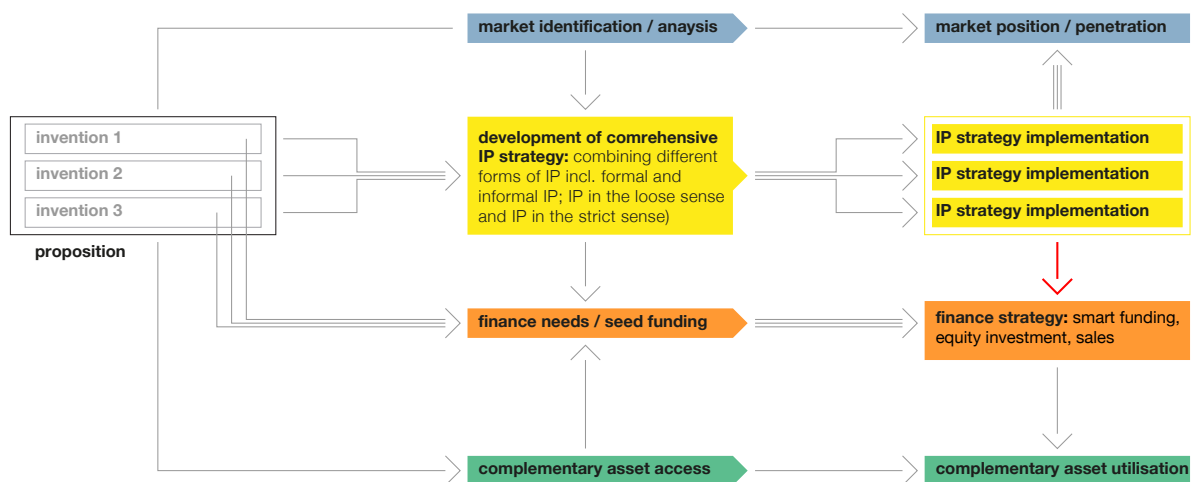 market identification / anaysis
market position / penetration
invention 1
invention 2
invention 3
proposition
development of comrehensive
IP strategy: combining different
forms of IP incl. formal and
informal IP; IP in the loose sense
and IP in the strict sense)
IP strategy implementation
IP strategy implementation
IP strategy implementation
finance needs / seed funding
finance strategy: smart funding,
equity investment, sales
complementary asset access
complementary asset utilisation